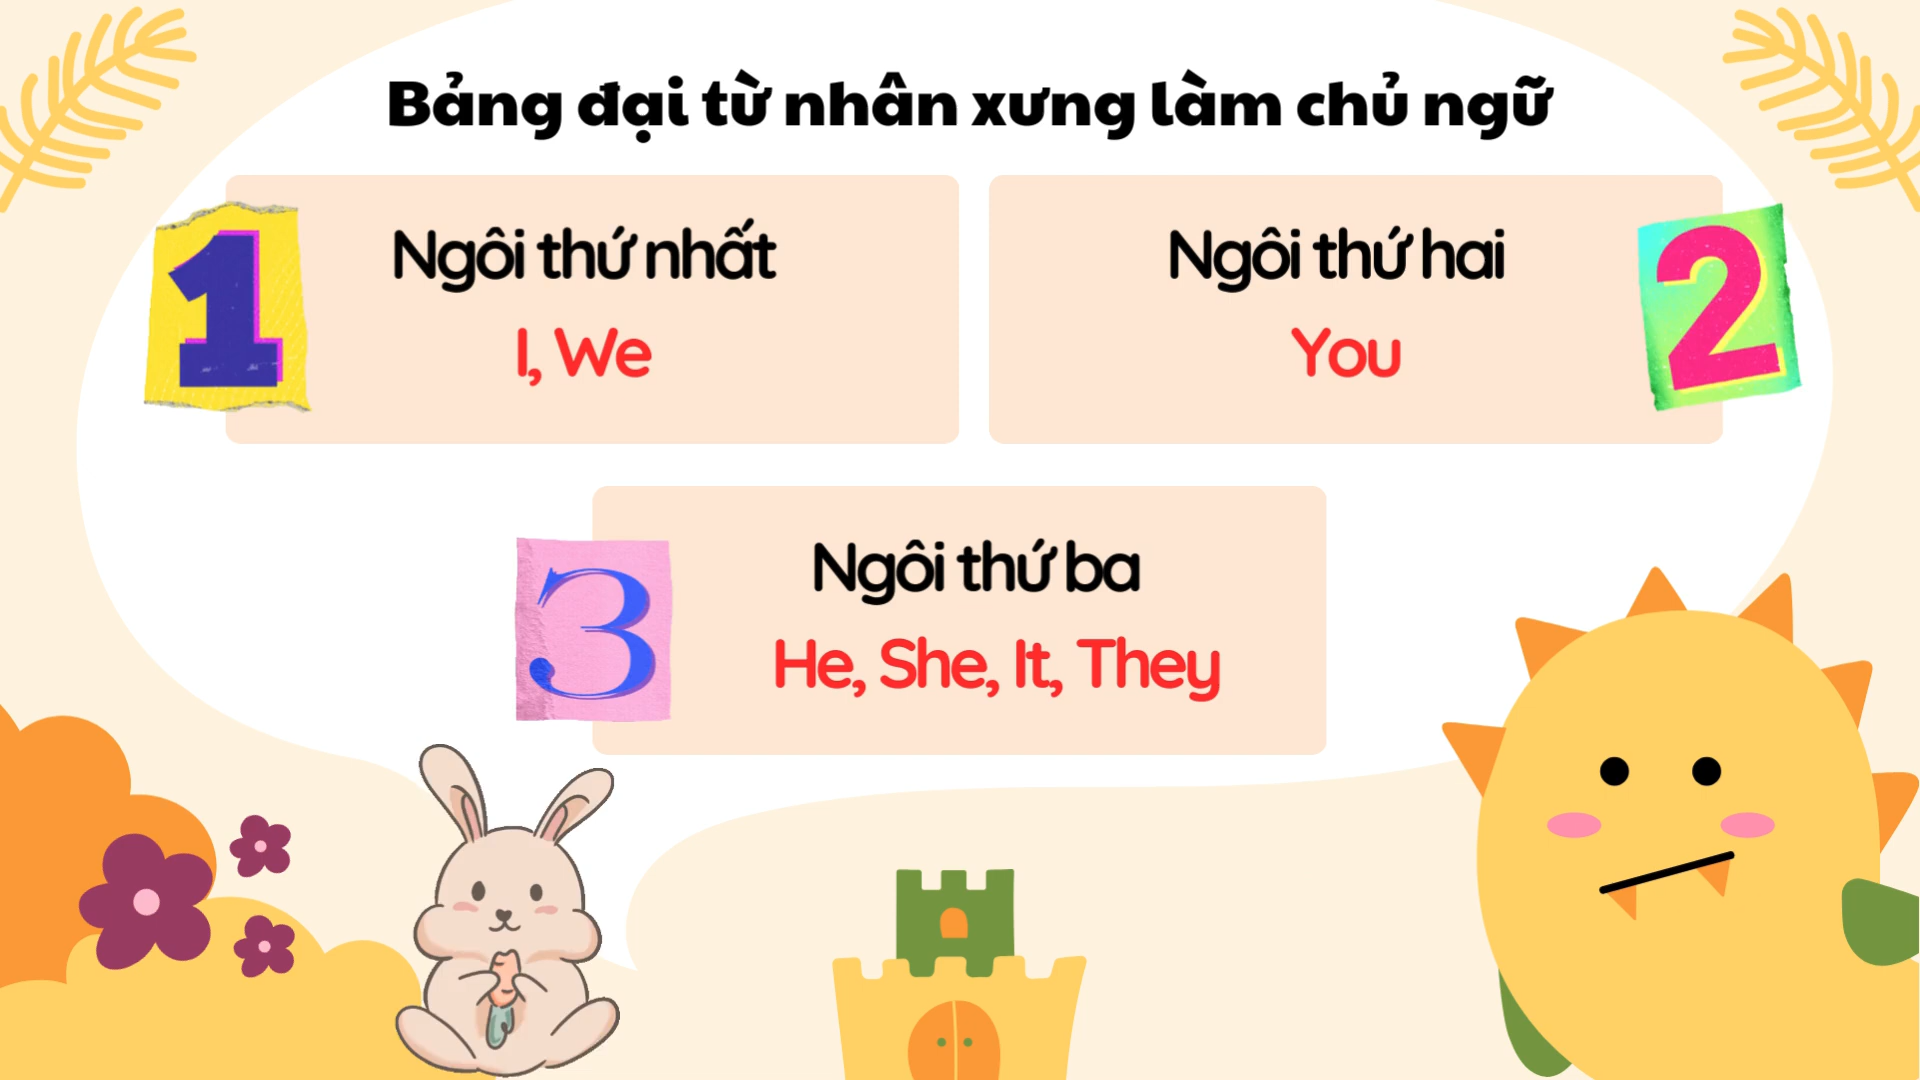 Bảng đại từ nhân xưng làm chủ ngữ
1
Ngôi thứ nhất
I, We
Ngôi thứ hai
You
2
3
Ngôi thứ ba
He, She, It, They